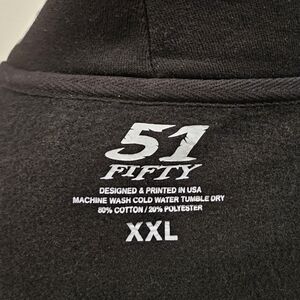 51
FIFTY
DESIGNED & PRINTED IN USA
MACHINE WASH COLD WATER TUMBLE DRY
80% COTTON / 20% POLYESTER
XXL